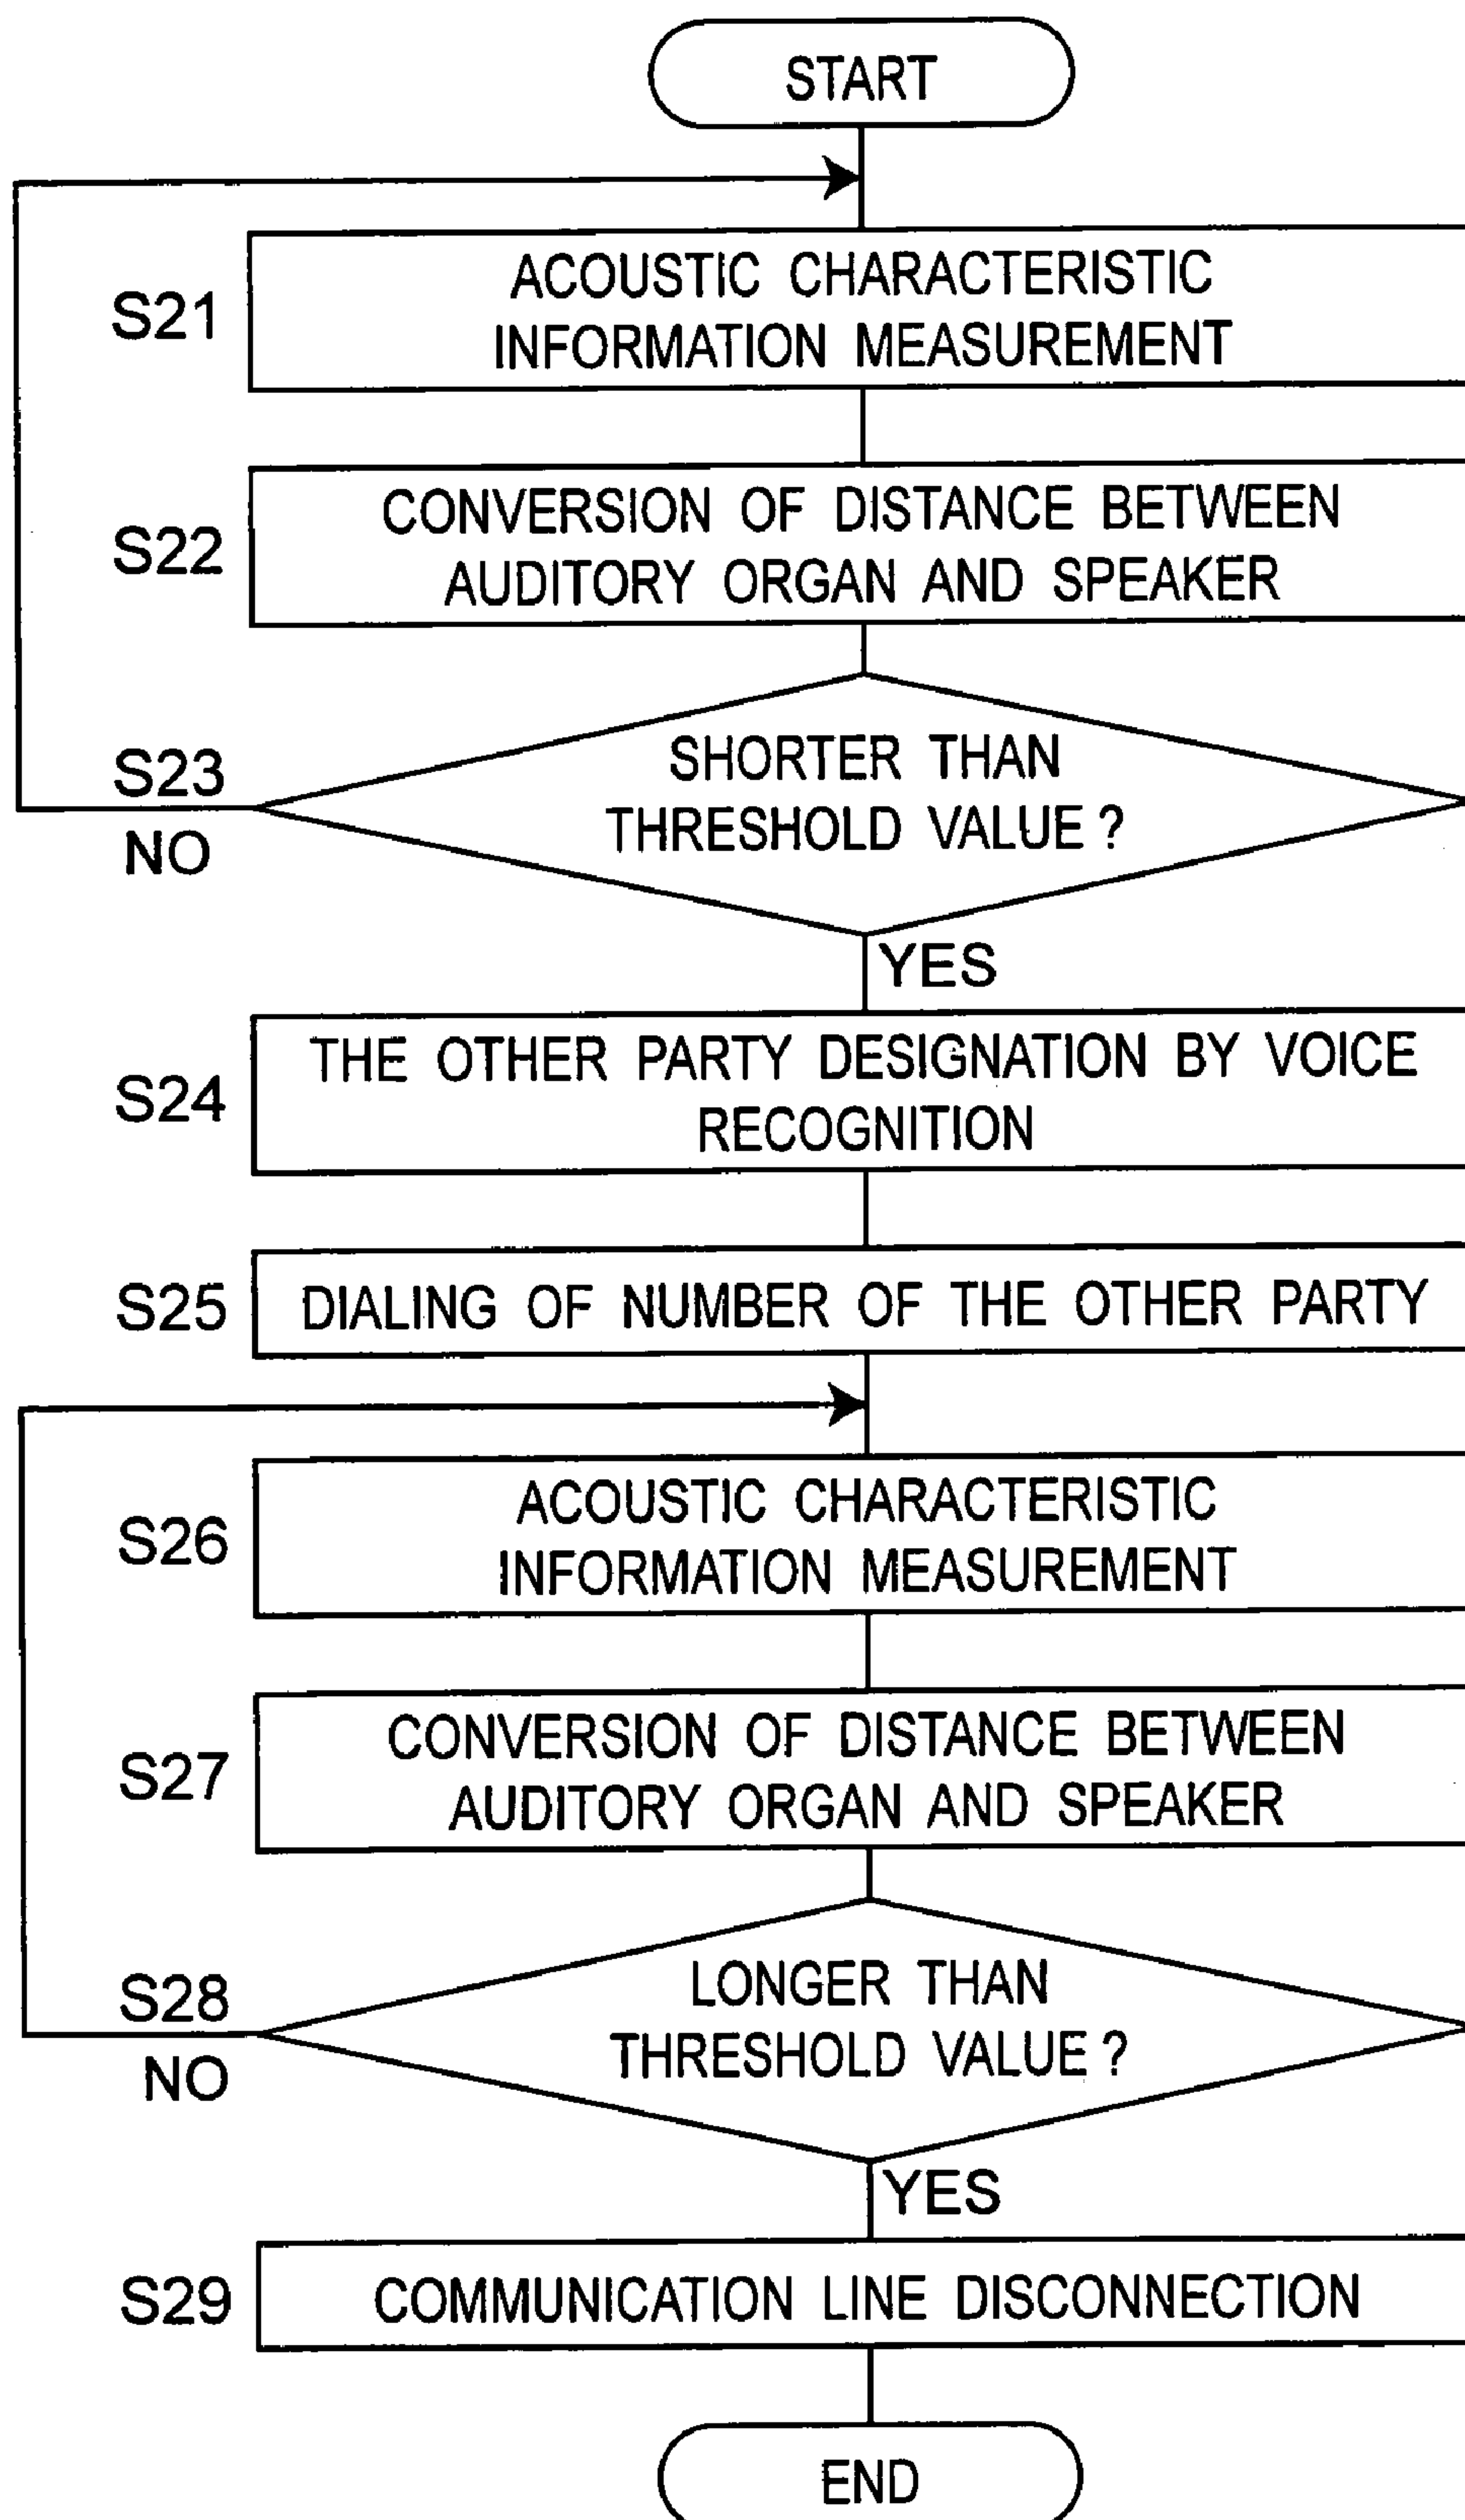 START
S21
ACOUSTIC CHARACTERISTIC
INFORMATION MEASUREMENT
S22
CONVERSION OF DISTANCE BETWEEN
AUDITORY ORGAN AND SPEAKER
S23
SHORTER THAN
THRESHOLD VALUE ?
NO
YES
S24
THE OTHER PARTY DESIGNATION BY VOICE
RECOGNITION
S25
DIALING OF NUMBER OF THE OTHER PARTY
S26
ACOUSTIC CHARACTERISTIC
INFORMATION MEASUREMENT
S27
CONVERSION OF DISTANCE BETWEEN
AUDITORY ORGAN AND SPEAKER
S28
LONGER THAN
THRESHOLD VALUE ?
NO
YES
S29
COMMUNICATION LINE DISCONNECTION
END